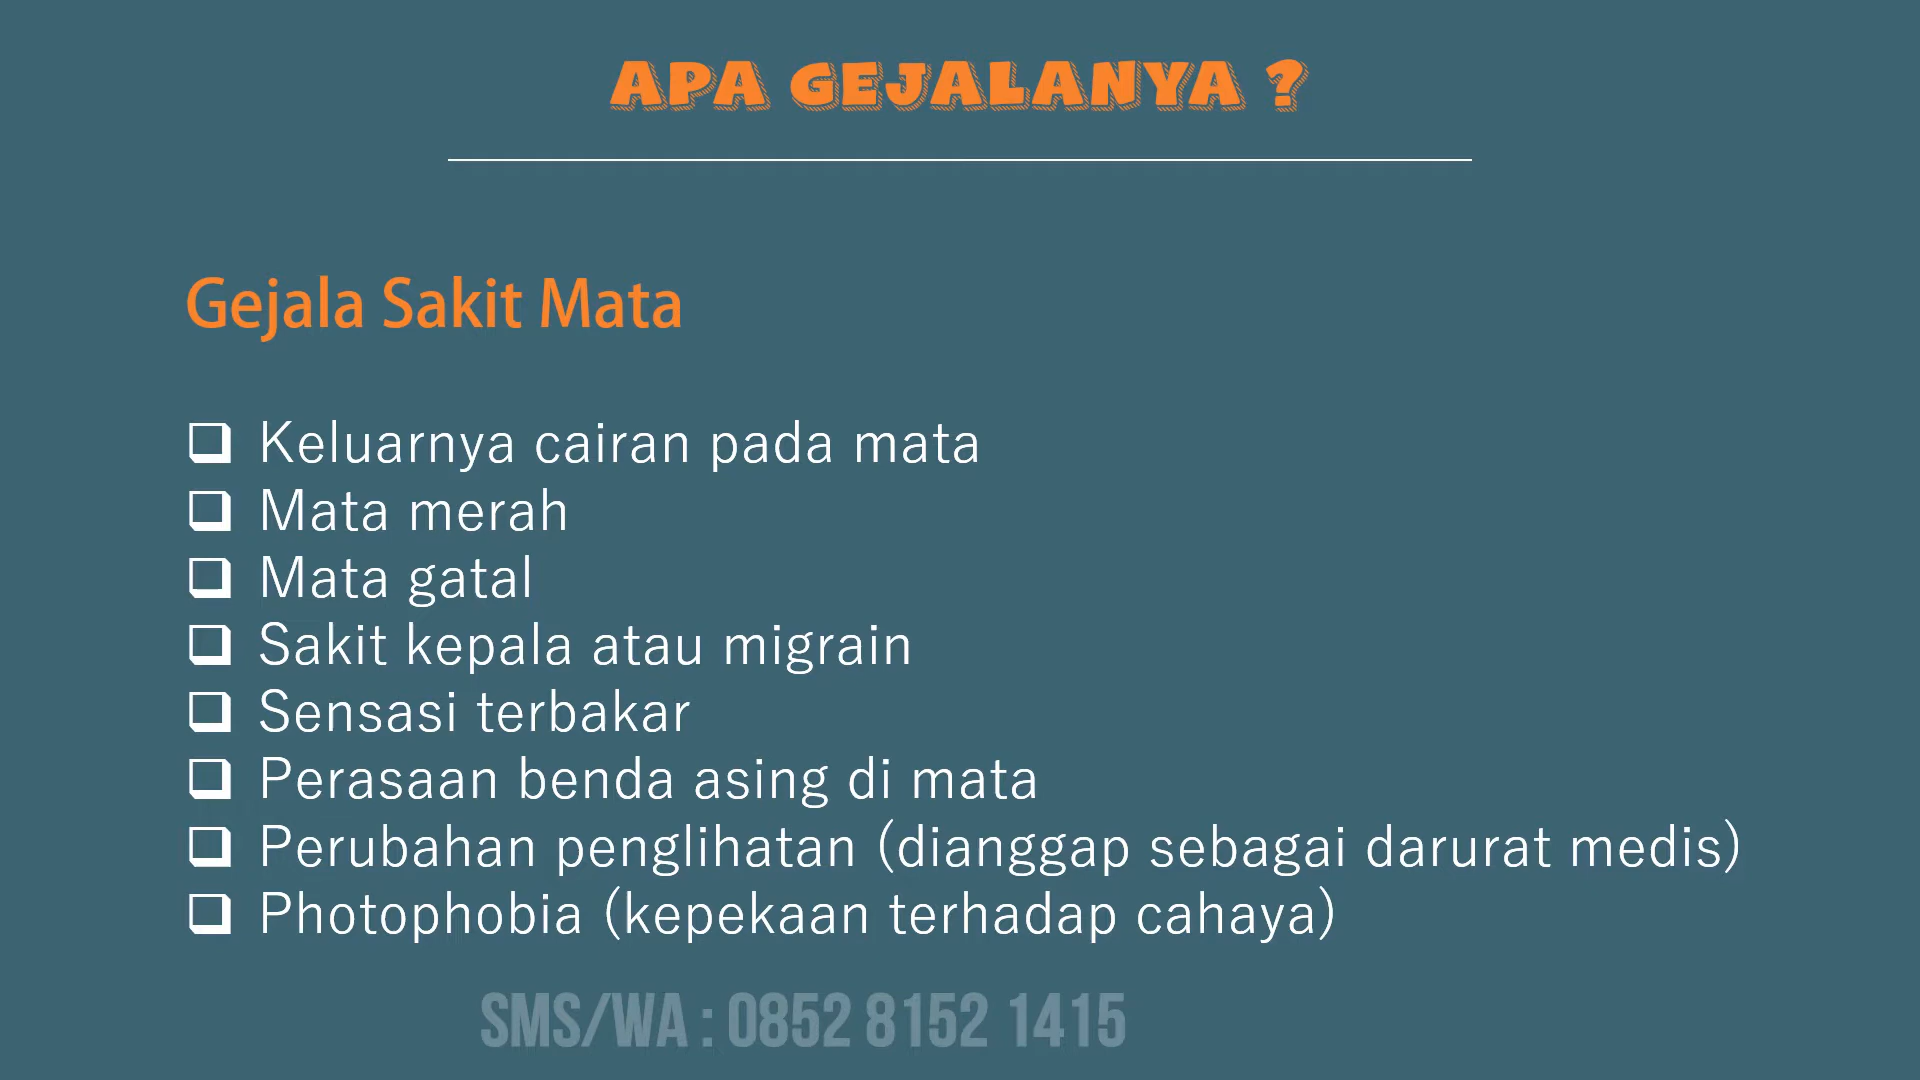 APA GEJALANYA ?
Gejala Sakit Mata
❑ Keluarnya cairan pada mata
❑ Mata merah
❑ Mata gatal
❑ Sakit kepala atau migrain
❑ Sensasi terbakar
❑ Perasaan benda asing di mata
❑ Perubahan penglihatan (dianggap sebagai darurat medis)
❑ Photophobia (kepekaan terhadap cahaya)
SMS/WA : 0852 8152 1415